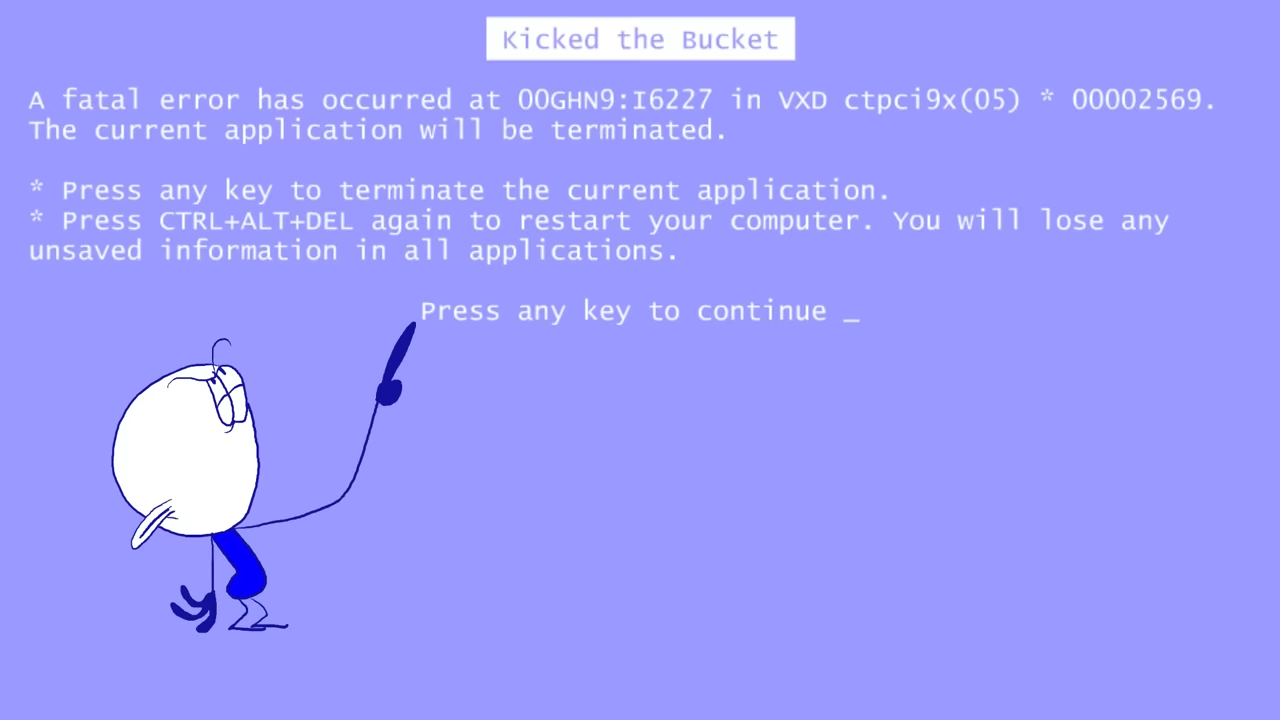 Kicked the Bucket
A fatal error has occurred at 00GHN9:I6227 in VXD ctpci9x(05) * 00002569.
The current application will be terminated.
* Press any key to terminate the current application.
* Press CTRL+ALT+DEL again to restart your computer. You will lose any
unsaved information in all applications.
Press any key to continue _